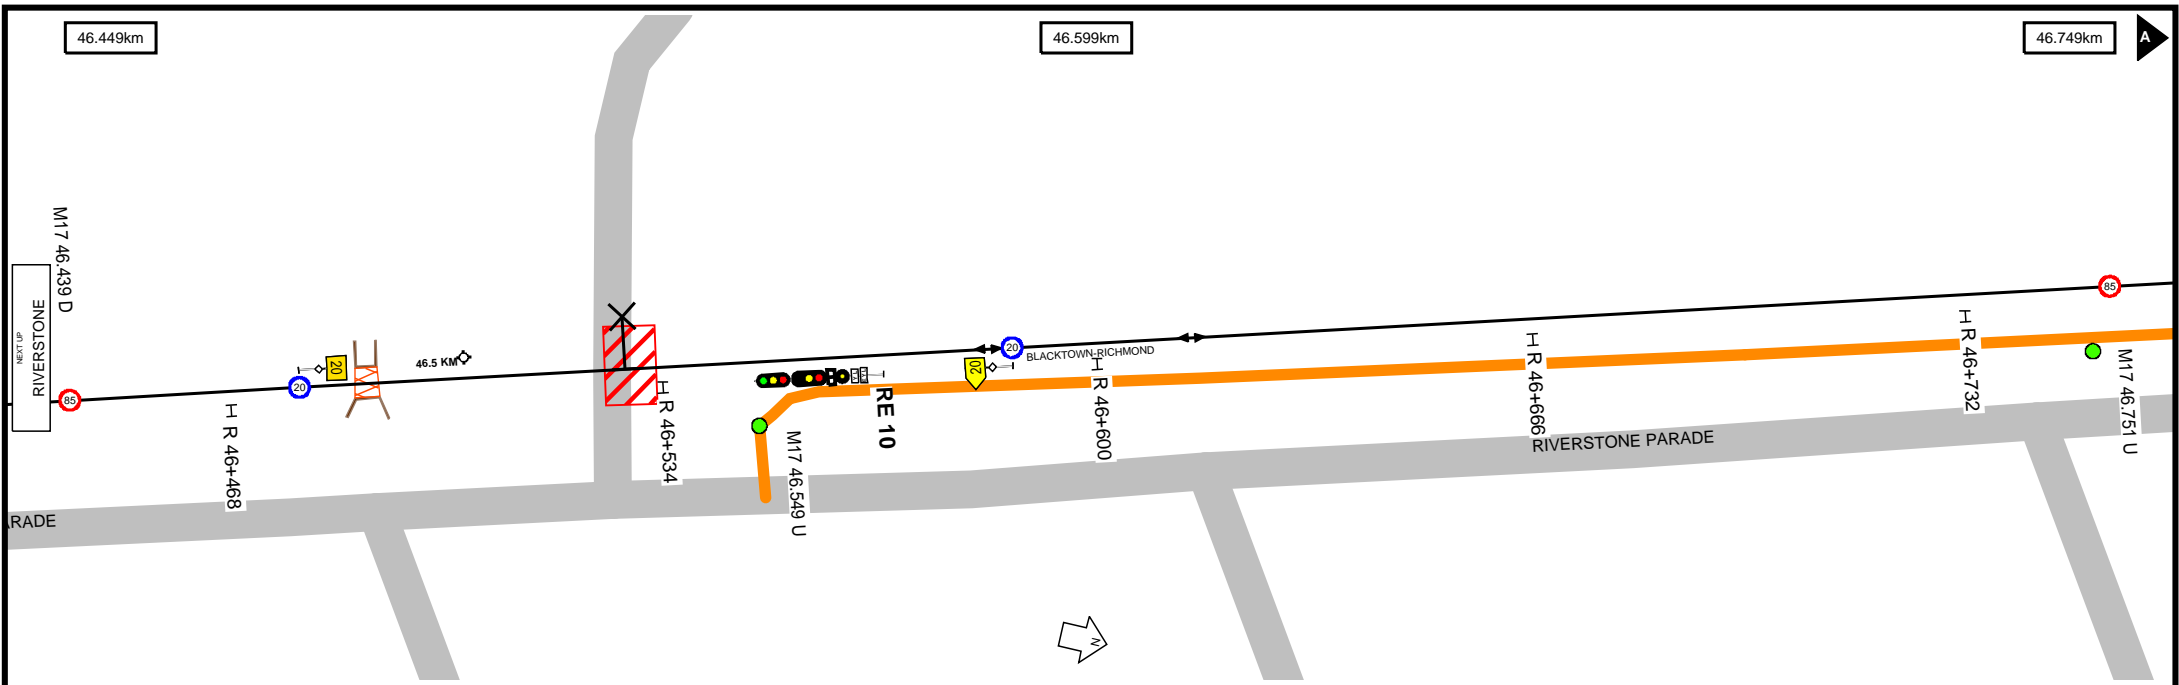 46.449km
46.599km
46.749km
A
M17 46.439 D
NEXT UP
RIVERSTONE
85
H R 46+468
20
20
46.5 KM
H R 46+534
M17 46.549 U
RE 10
20
20
BLACKTOWN-RICHMOND
H R 46+600
H R 46+666
RIVERSTONE PARADE
H R 46+732
85
M17 46.751 U
ARADE
N